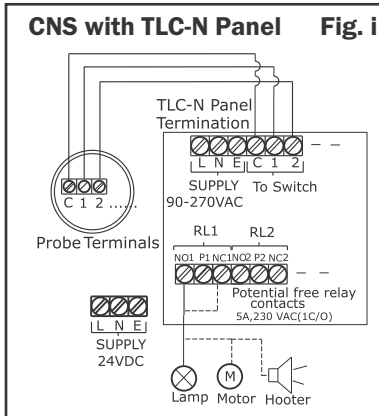 CNS with TLC-N Panel Fig. i
TLC-N Panel
Termination
L N E C 1 2
SUPPLY To Switch
90-270VAC
C 1 2 ......
Probe Terminals
RL1 RL2
NO1 P1 NC1 NO2 P2 NC2
Potential free relay
contacts
5A,230 VAC(1C/O)
L N E
SUPPLY
24VDC
M
Lamp Motor Hooter